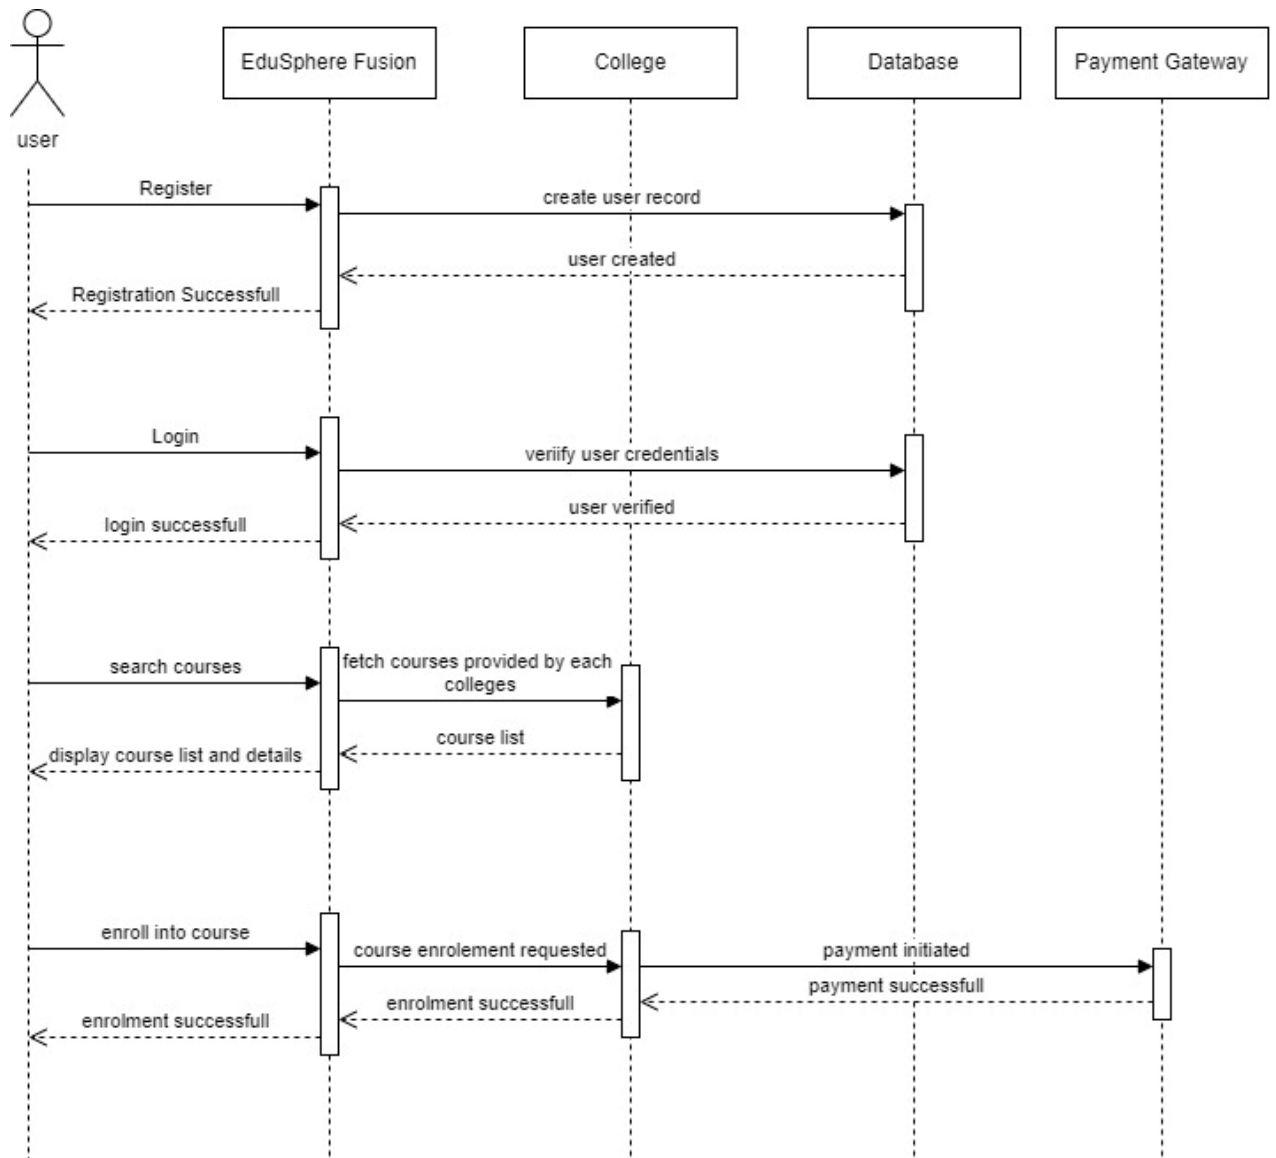 EduSphere Fusion
College
Database
Payment Gateway
user
Register
create user record
user created
Registration Successfull
Login
veriify user credentials
user verified
login successfull
search courses
fetch courses provided by each
colleges
course list
display course list and details
enroll into course
course enrolement requested
payment initiated
payment successfull
enrolment successfull
enrolment successfull